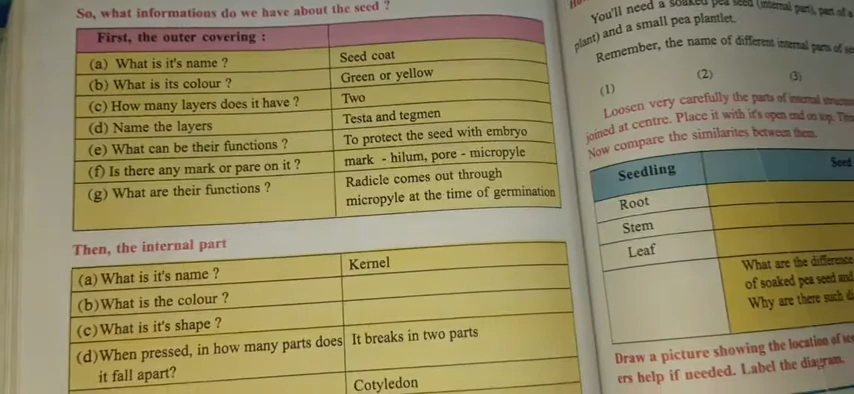 So, what informations do we have about the seed ?
First, the outer covering :
(a) What is it's name ? Seed coat
(b) What is its colour ? Green or yellow
(c) How many layers does it have ? Two
(d) Name the layers Testa and tegmen
(e) What can be their functions ? To protect the seed with embryo
(f) Is there any mark or pare on it ? mark - hilum, pore - micropyle
(g) What are their functions ? Radicle comes out through
micropyle at the time of germination
Then, the internal part
(a) What is it's name ? Kernel
(b) What is the colour ?
(c) What is it's shape ?
(d) When pressed, in how many parts does It breaks in two parts
it fall apart?
Cotyledon
You'll need a soaked pea seed (internal part), part of a
plant) and a small pea plantlet.
Remember, the name of different internal parts of
(1) (2) (3)
Loosen very carefully the parts of internal
joined at centre. Place it with it's open end on top.
Now compare the similarites between them.
Seedling Seed
Root
Stem
Leaf
What are the difference
of soaked pea seed and
Why are there such
Draw a picture showing the location of
ers help if needed. Label the diagram.